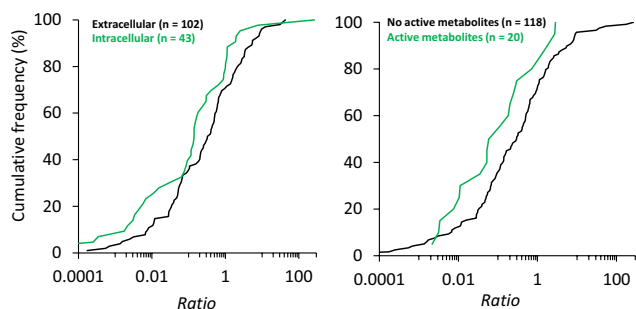 Extracellular (n = 102)
Intracellular (n = 43)
Cumulative frequency (%)
100
80
60
40
20
0
0.0001
0.01
1
100
Ratio
No active metabolites (n = 118)
Active metabolites (n = 20)
100
80
60
40
20
0
0.0001
0.01
1
100
Ratio